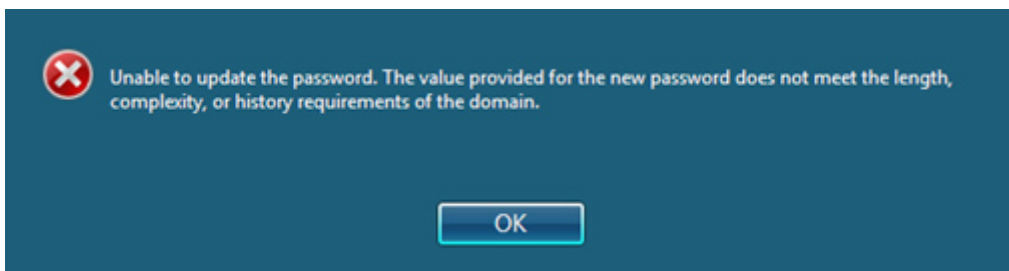 Unable to update the password. The value provided for the new password does not meet the length,
complexity, or history requirements of the domain.
OK